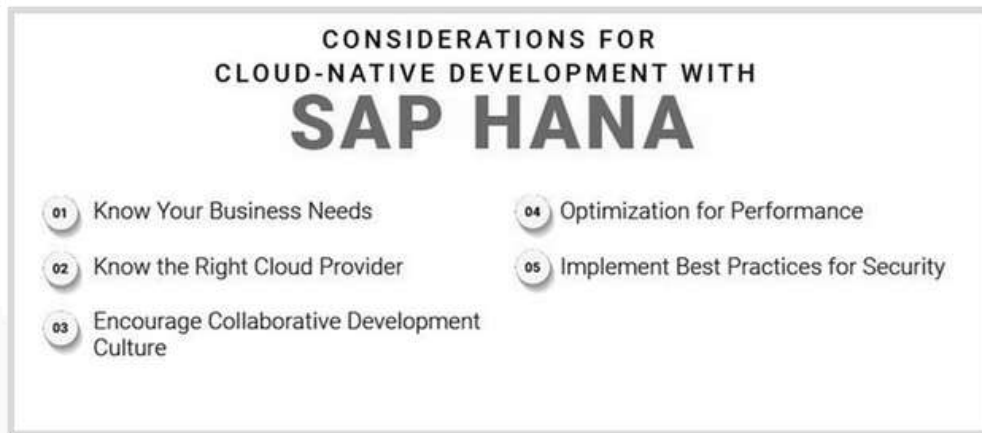 CONSIDERATIONS FOR
CLOUD-NATIVE DEVELOPMENT WITH
SAP HANA
01 Know Your Business Needs
02 Know the Right Cloud Provider
03 Encourage Collaborative Development
Culture
04 Optimization for Performance
05 Implement Best Practices for Security